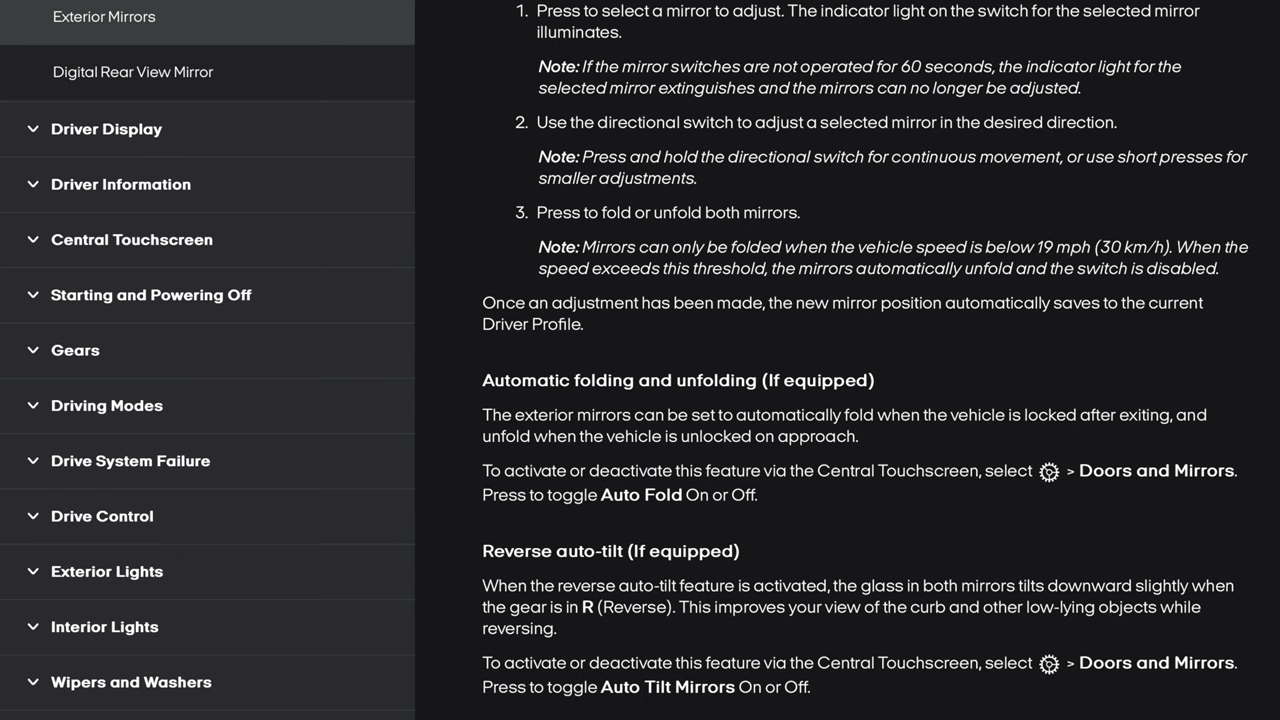 Exterior Mirrors
Digital Rear View Mirror
Driver Display
Driver Information
Central Touchscreen
Starting and Powering Off
Gears
Driving Modes
Drive System Failure
Drive Control
Exterior Lights
Interior Lights
Wipers and Washers
1. Press to select a mirror to adjust. The indicator light on the switch for the selected mirror
illuminates.
Note: If the mirror switches are not operated for 60 seconds, the indicator light for the
selected mirror extinguishes and the mirrors can no longer be adjusted.
2. Use the directional switch to adjust a selected mirror in the desired direction.
Note: Press and hold the directional switch for continuous movement, or use short presses for
smaller adjustments.
3. Press to fold or unfold both mirrors.
Note: Mirrors can only be folded when the vehicle speed is below 19 mph (30 km/h). When the
speed exceeds this threshold, the mirrors automatically unfold and the switch is disabled.
Once an adjustment has been made, the new mirror position automatically saves to the current
Driver Profile.
Automatic folding and unfolding (If equipped)
The exterior mirrors can be set to automatically fold when the vehicle is locked after exiting, and
unfold when the vehicle is unlocked on approach.
To activate or deactivate this feature via the Central Touchscreen, select > Doors and Mirrors.
Press to toggle Auto Fold On or Off.
Reverse auto-tilt (If equipped)
When the reverse auto-tilt feature is activated, the glass in both mirrors tilts downward slightly when
the gear is in R (Reverse). This improves your view of the curb and other low-lying objects while
reversing.
To activate or deactivate this feature via the Central Touchscreen, select > Doors and Mirrors.
Press to toggle Auto Tilt Mirrors On or Off.